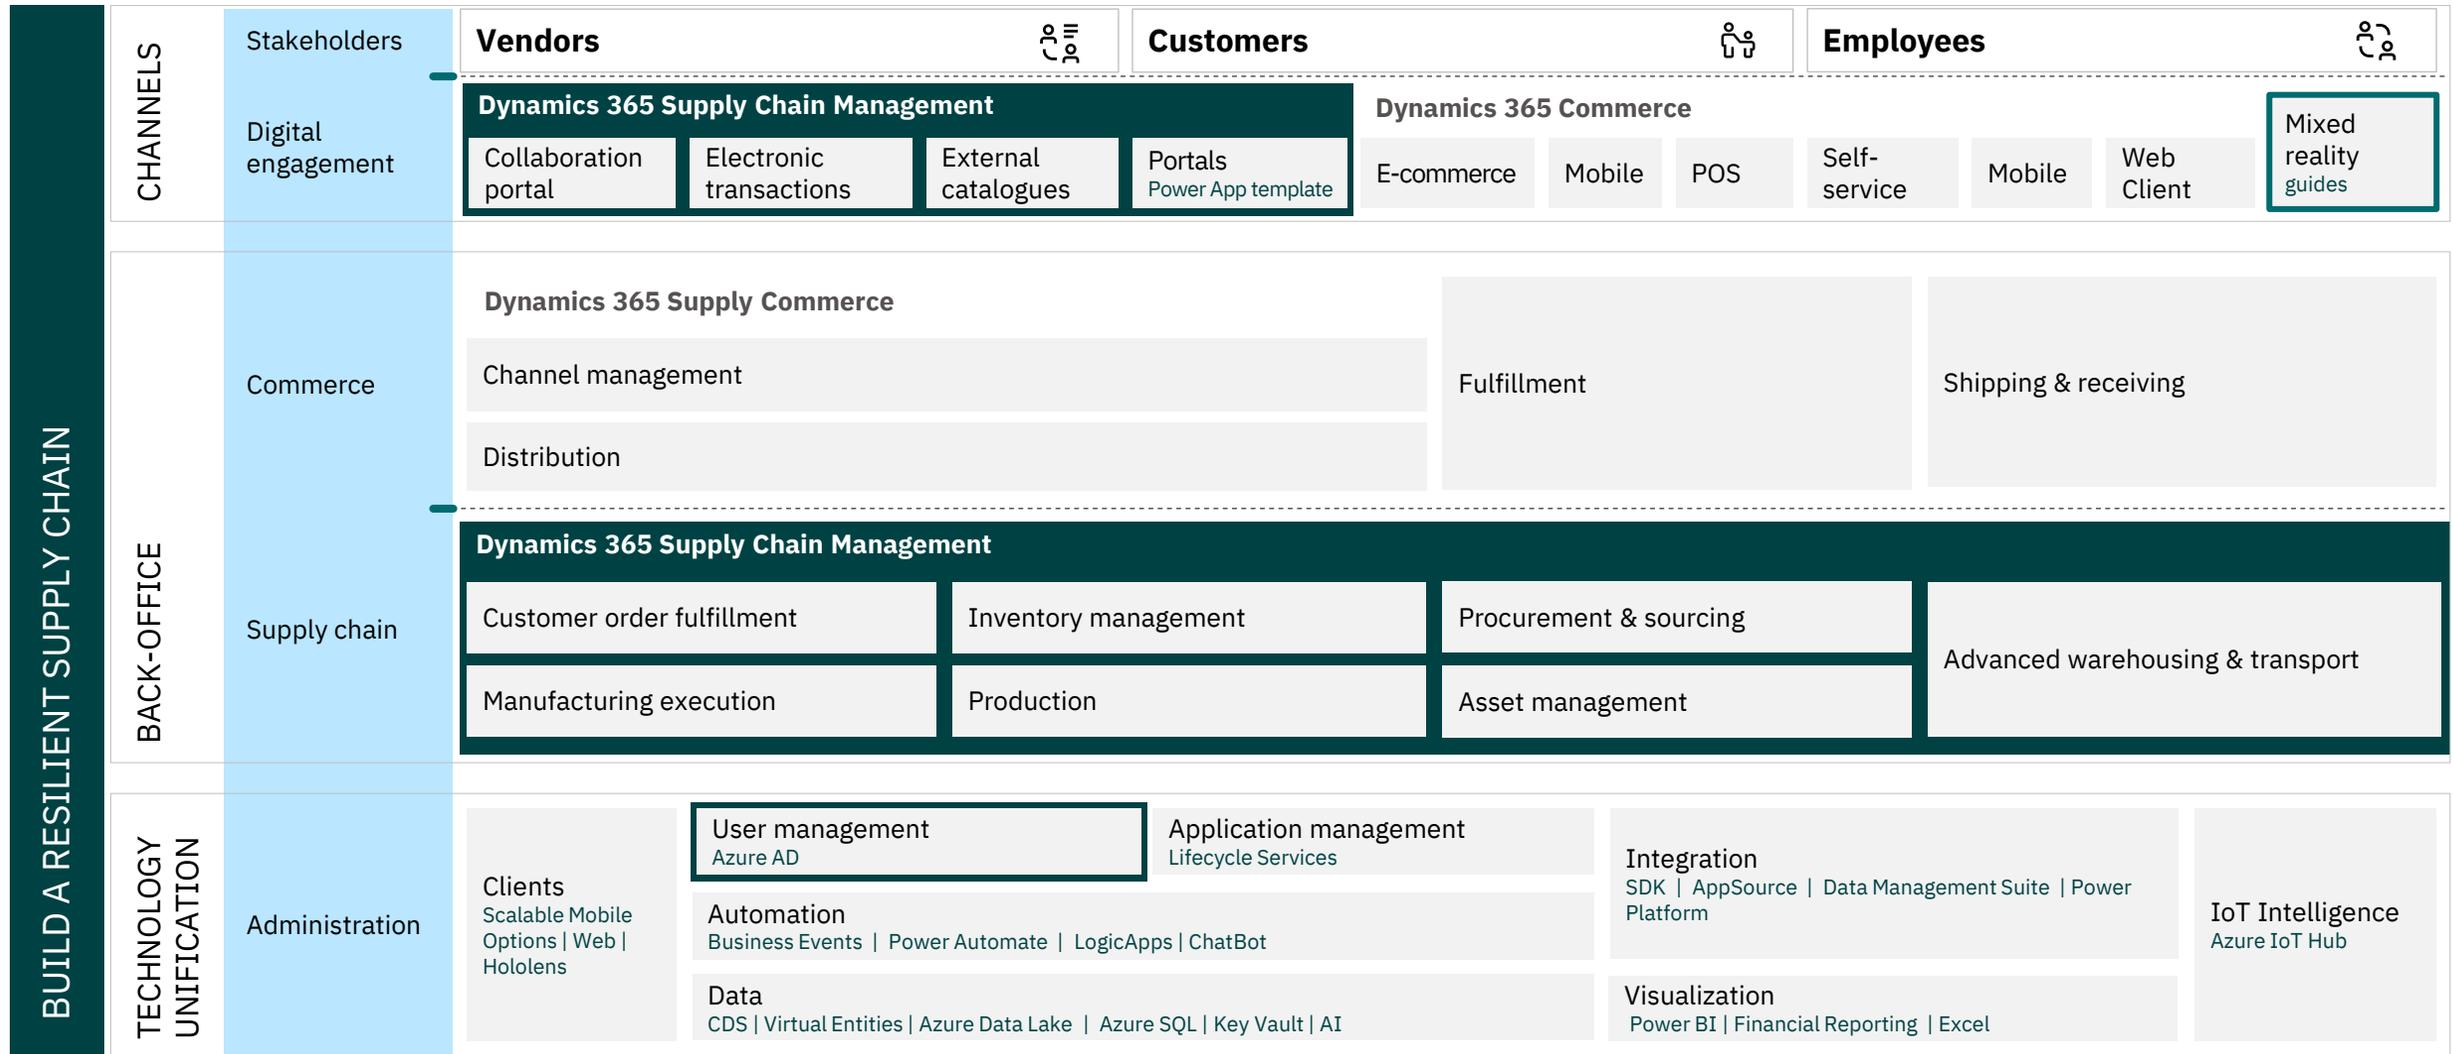 BUILD A RESILIENT SUPPLY CHAIN
CHANNELS
Stakeholders
Vendors
Customers
Employees
Digital
engagement
Dynamics 365 Supply Chain Management
Collaboration
portal
Electronic
transactions
External
catalogues
Portals
Power App template
Dynamics 365 Commerce
E-commerce
Mobile
POS
Self-
service
Mobile
Web
Client
Mixed
reality
guides
BACK-OFFICE
Commerce
Dynamics 365 Supply Commerce
Channel management
Distribution
Fulfillment
Shipping & receiving
Supply chain
Dynamics 365 Supply Chain Management
Customer order fulfillment
Inventory management
Procurement & sourcing
Advanced warehousing & transport
Manufacturing execution
Production
Asset management
TECHNOLOGY
UNIFICATION
Administration
Clients
Scalable Mobile
Options | Web |
Hololens
User management
Azure AD
Application management
Lifecycle Services
Automation
Business Events | Power Automate | LogicApps | ChatBot
Data
CDS | Virtual Entities | Azure Data Lake | Azure SQL | Key Vault | AI
Integration
SDK | AppSource | Data Management Suite | Power
Platform
Visualization
Power BI | Financial Reporting | Excel
IoT Intelligence
Azure IoT Hub